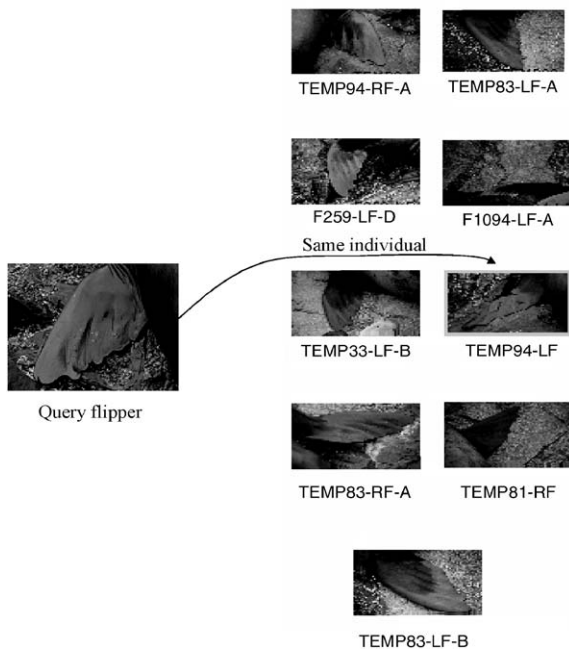 TEMP94-RF-A
TEMP83-LF-A
F259-LF-D
F1094-LF-A
Same individual
TEMP33-LF-B
TEMP94-LF
Query flipper
TEMP83-RF-A
TEMP81-RF
TEMP83-LF-B